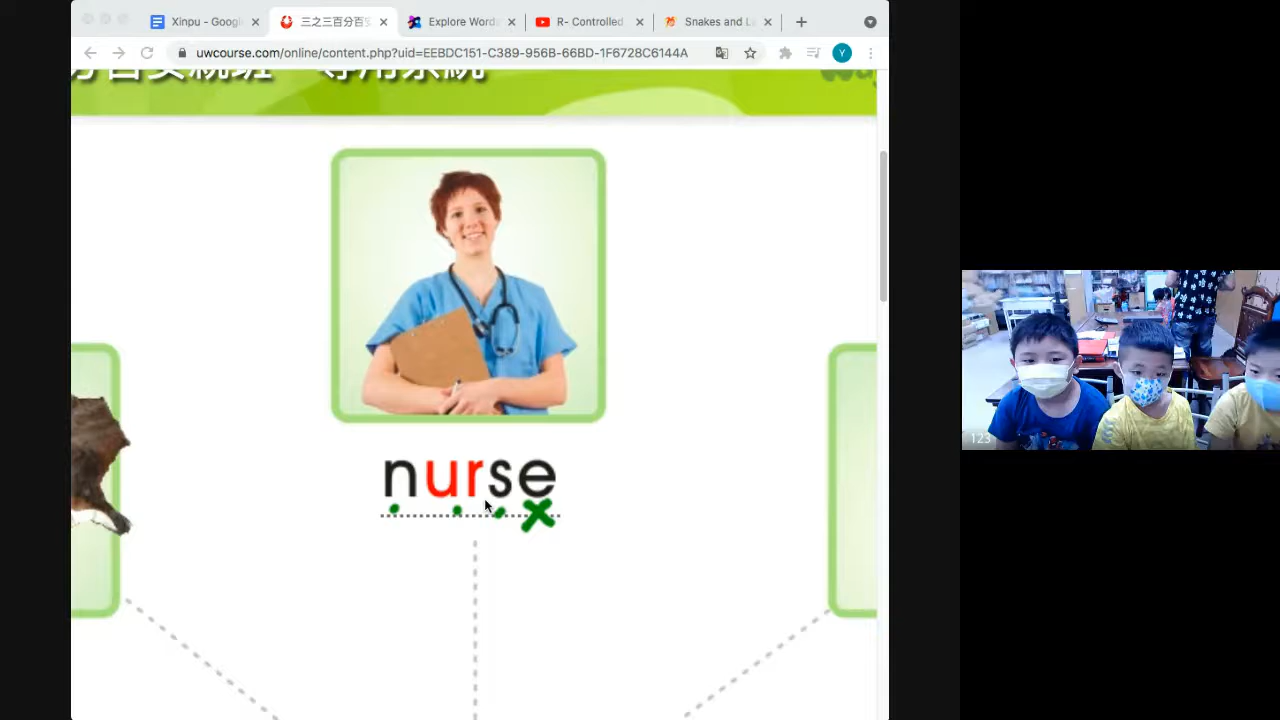 Xinpu - Googl
三之三百分百
Explore Words
R- Controlled
Snakes and L
uwcourse.com/online/content.php?uid=EEBDC151-C389-956B-66BD-1F6728C6144A
Y
nurse
123